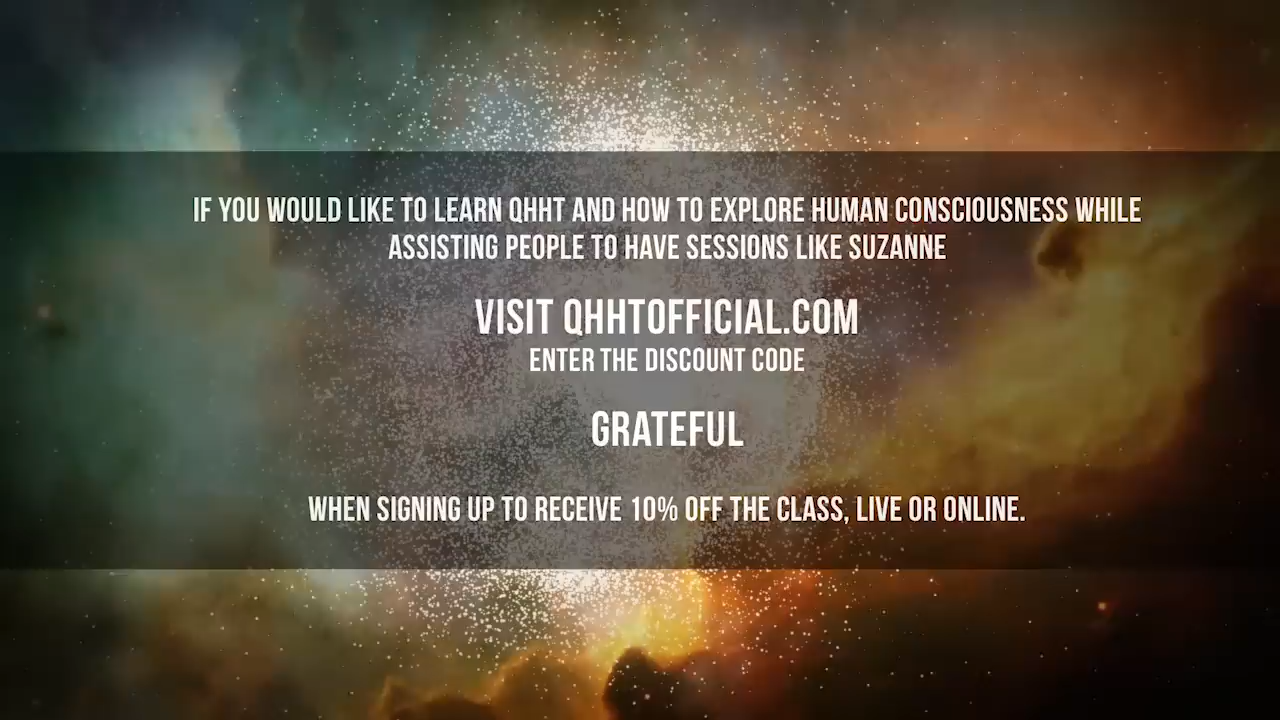 IF YOU WOULD LIKE TO LEARN QHHT AND HOW TO EXPLORE HUMAN CONSCIOUSNESS WHILE
ASSISTING PEOPLE TO HAVE SESSIONS LIKE SUZANNE
VISIT QHHTOFFICIAL.COM
ENTER THE DISCOUNT CODE
GRATEFUL
WHEN SIGNING UP TO RECEIVE 10% OFF THE CLASS, LIVE OR ONLINE.